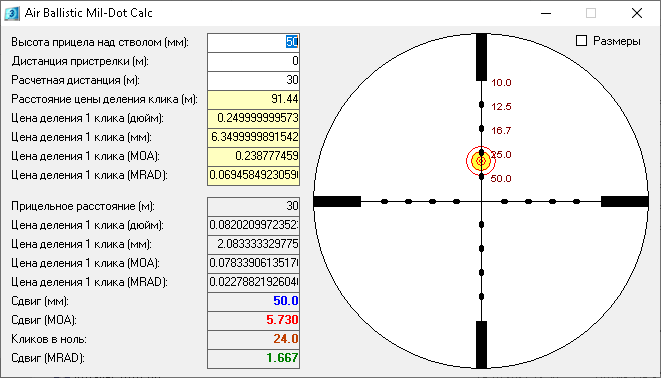 Air Ballistic Mil-Dot Calc
Высота прицела над стволом (мм): 50
Дистанция пристрелки (м): 0
Расчетная дистанция (м): 30
Расстояние цены деления клика (м): 91.44
Цена деления 1 клика (дюйм): 0.249999999573
Цена деления 1 клика (мм): 6.3499999891542
Цена деления 1 клика (MOA): 0.238777459
Цена деления 1 клика (MRAD): 0.0694584923059
Прицельное расстояние (м): 30
Цена деления 1 клика (дюйм): 0.0820209972352
Цена деления 1 клика (мм): 2.083333329775
Цена деления 1 клика (MOA): 0.0783390613517
Цена деления 1 клика (MRAD): 0.0227882192604
Сдвиг (мм): 50.0
Сдвиг (MOA): 5.730
Кликов в ноль: 24.0
Сдвиг (MRAD): 1.667
Размеры
10.0
12.5
16.7
25.0
50.0